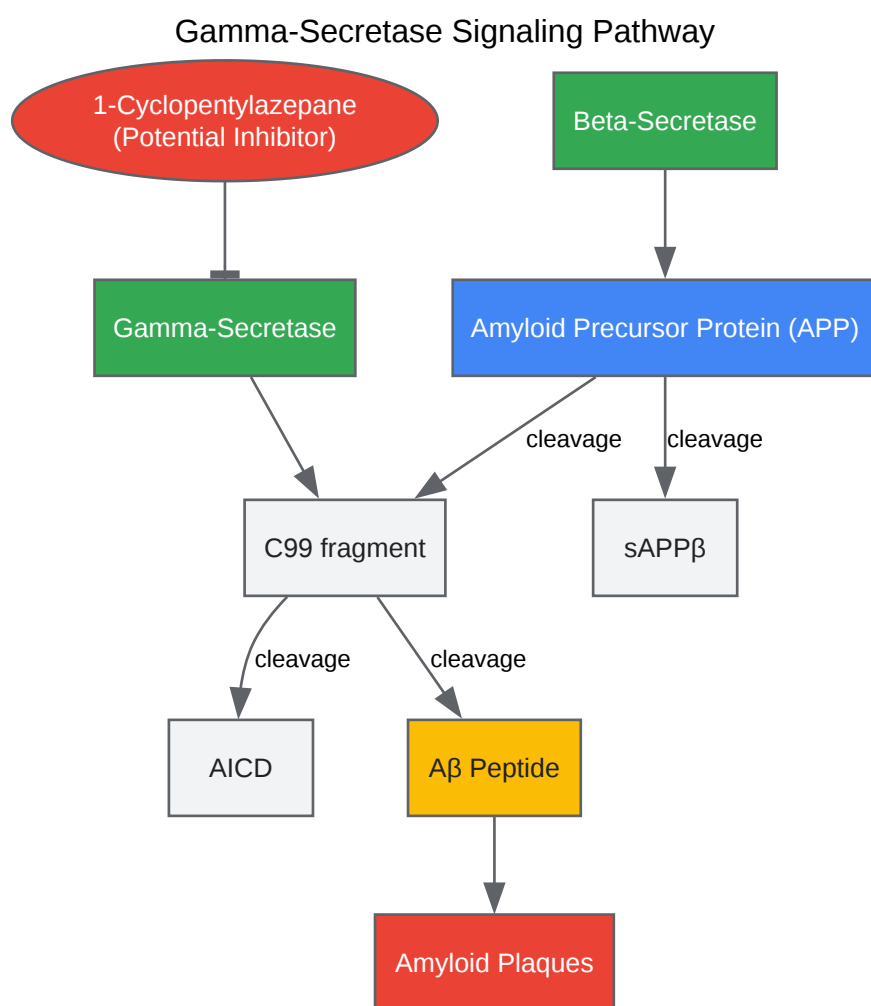 Gamma-Secretase Signaling Pathway
1-Cyclopentylazepane
(Potential Inhibitor)
Beta-Secretase
Gamma-Secretase
Amyloid Precursor Protein (APP)
cleavage
cleavage
C99 fragment
sAPPβ
cleavage
cleavage
AICD
Aβ Peptide
Amyloid Plaques